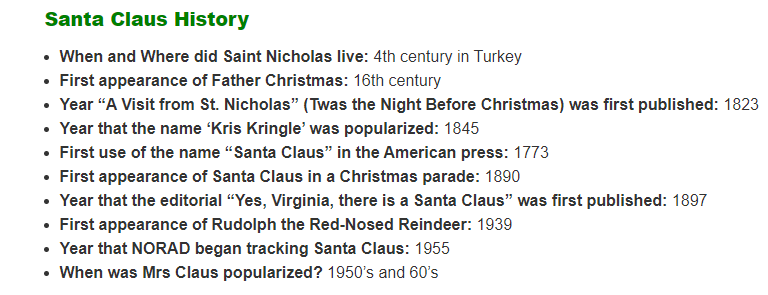 Santa Claus History
• When and Where did Saint Nicholas live: 4th century in Turkey
• First appearance of Father Christmas: 16th century
• Year “A Visit from St. Nicholas” (Twas the Night Before Christmas) was first published: 1823
• Year that the name ‘Kris Kringle’ was popularized: 1845
• First use of the name “Santa Claus” in the American press: 1773
• First appearance of Santa Claus in a Christmas parade: 1890
• Year that the editorial “Yes, Virginia, there is a Santa Claus” was first published: 1897
• First appearance of Rudolph the Red-Nosed Reindeer: 1939
• Year that NORAD began tracking Santa Claus: 1955
• When was Mrs Claus popularized? 1950’s and 60’s